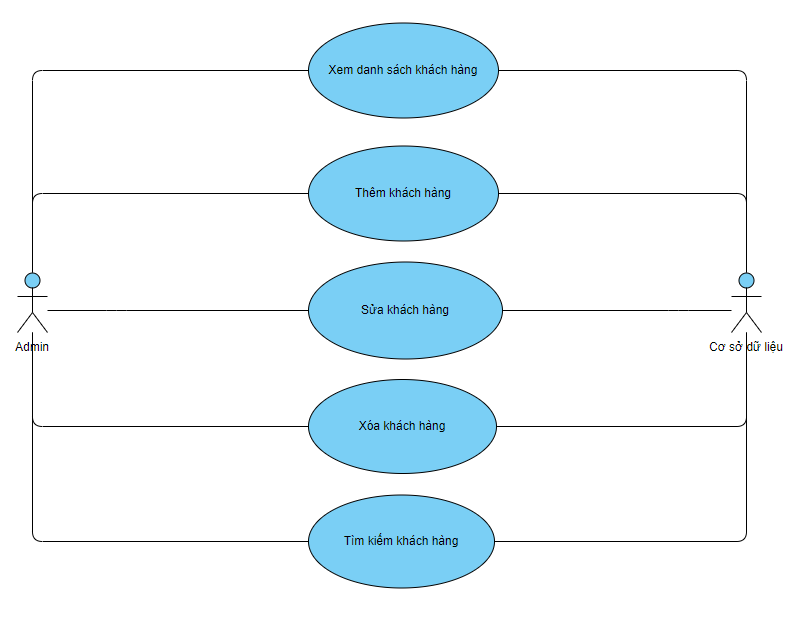 Xem danh sách khách hàng
Thêm khách hàng
Sửa khách hàng
Admin
Cơ sở dữ liệu
Xóa khách hàng
Tìm kiếm khách hàng